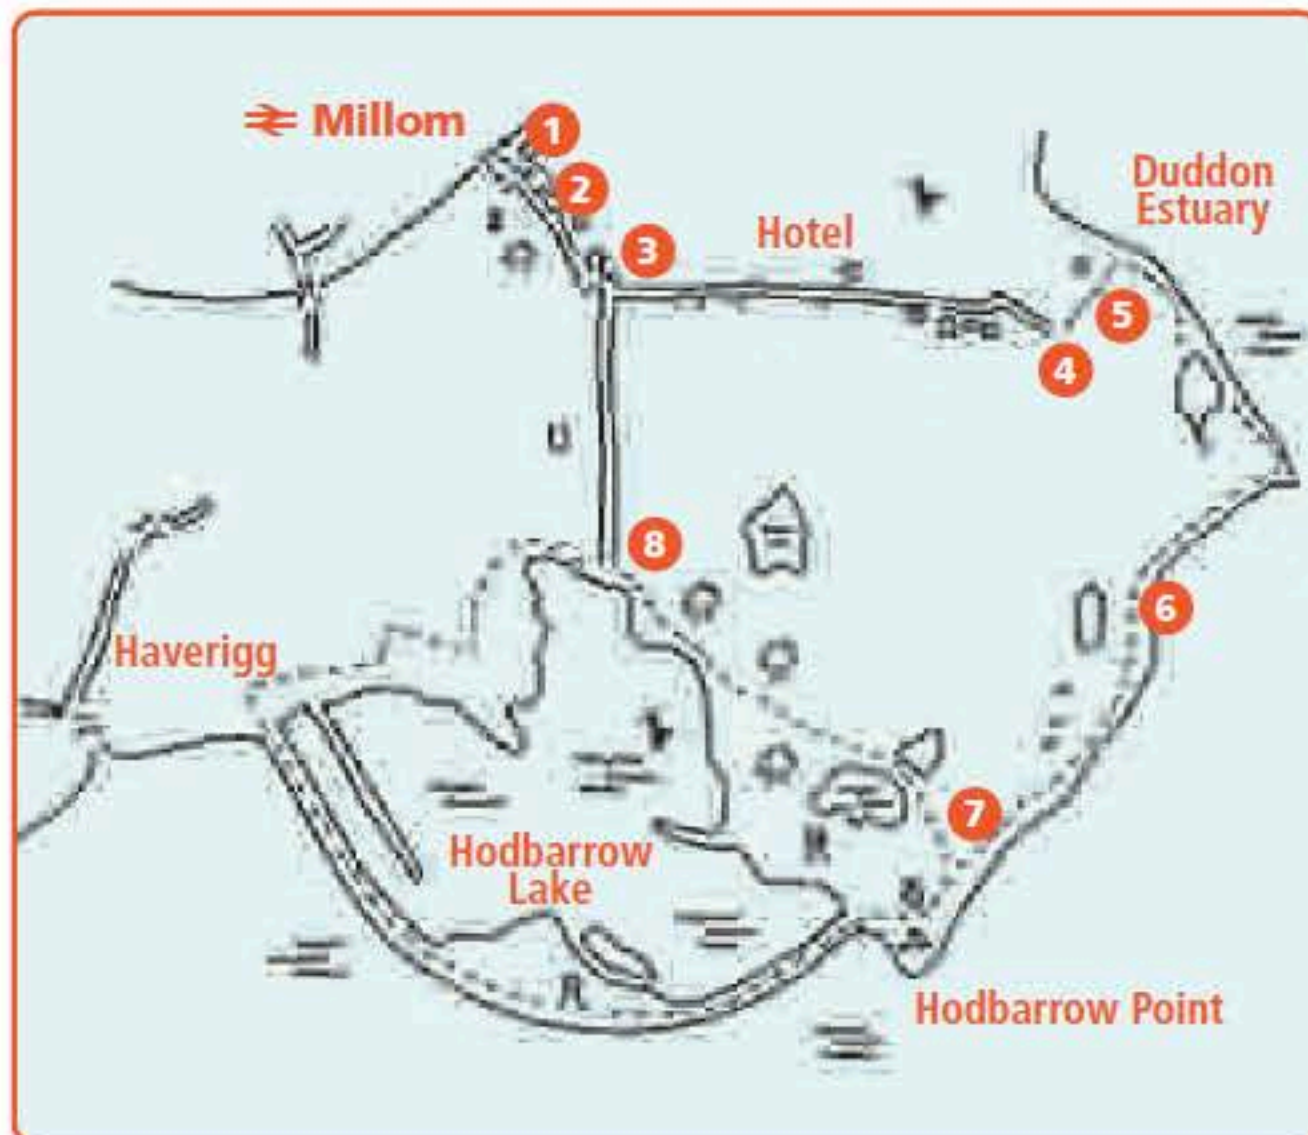 Millom
1
2
3
Hotel
Duddon
Estuary
5
4
8
6
Haverigg
7
Hodbarrow
Lake
Hodbarrow Point